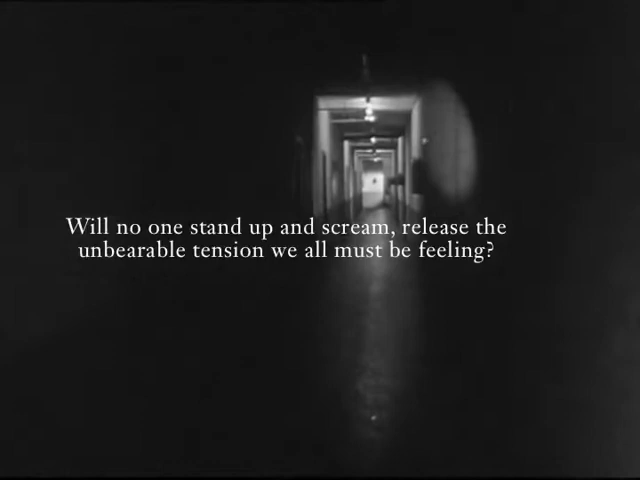 Will no one stand up and scream, release the
unbearable tension we all must be feeling?